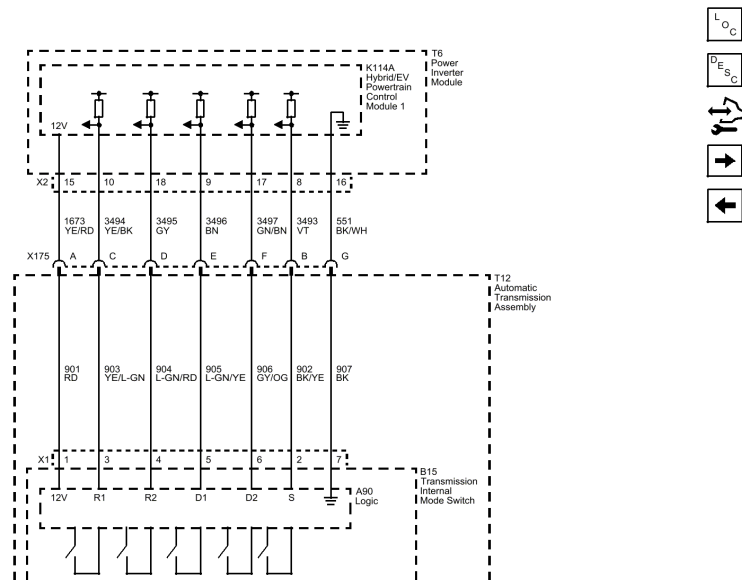 L
O
C
D
E
S
C
T6
Power
Inverter
Module
K114A
Hybrid/EV
Powertrain
Control
Module 1
12V
X2 15 10 18 9 17 8 16
1673 3494 3495 3496 3497 3493 551
YE/RD YE/BK GY BN GN/BN VT BK/WH
X175 A C D E F B G
T12
Automatic
Transmission
Assembly
901 903 904 905 906 902 907
RD YE/L-GN L-GN/RD L-GN/YE GY/OG BK/YE BK
X1 1 3 4 5 6 2 7
B15
Transmission
Internal
Mode Switch
12V R1 R2 D1 D2 S
A90
Logic